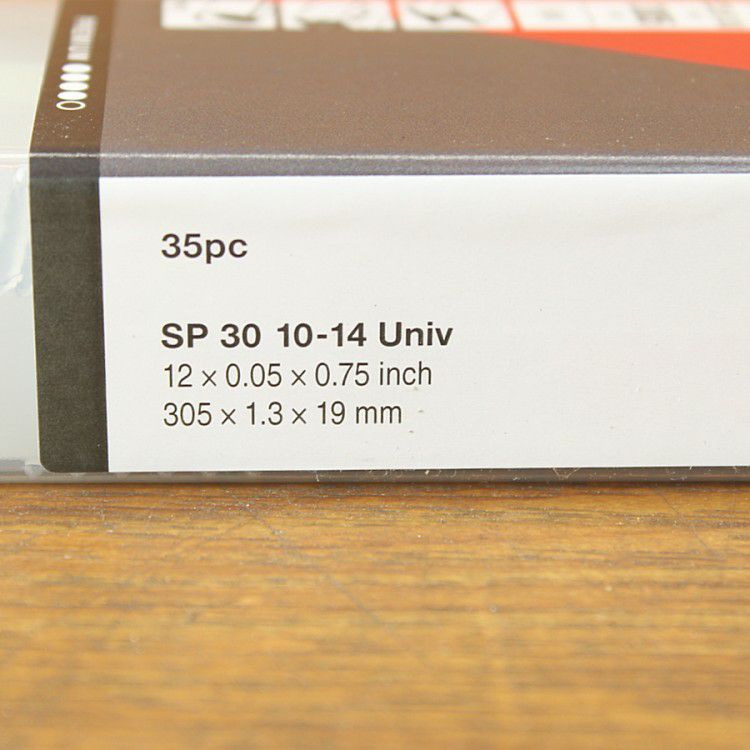 35pc
SP 30 10-14 Univ
12 × 0.05 × 0.75 inch
305 × 1.3 × 19 mm